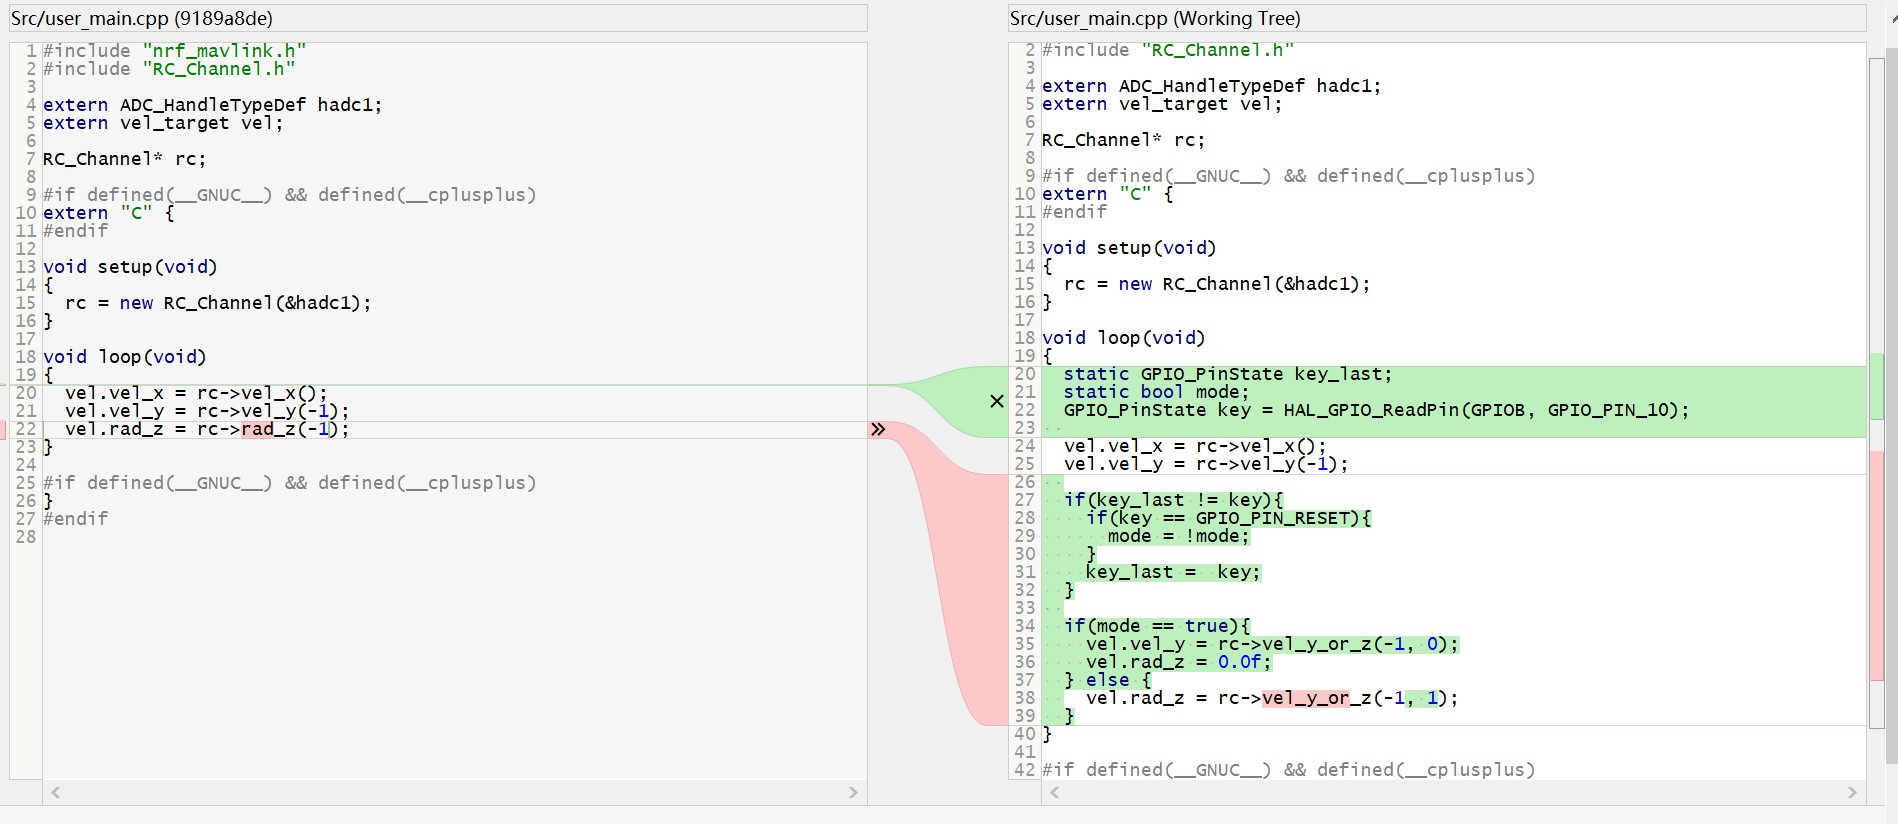 Src/user_main.cpp (9189a8de)
1 #include "nrf_mavlink.h"
2 #include "RC_Channel.h"
3
4 extern ADC_HandleTypeDef hadc1;
5 extern vel_target vel;
6
7 RC_Channel* rc;
8
9 #if defined(__GNUC__) && defined(__cplusplus)
10 extern "C" {
11 #endif
12
13 void setup(void)
14 {
15   rc = new RC_Channel(&hadc1);
16 }
17
18 void loop(void)
19 {
20   vel.vel_x = rc->vel_x();
21   vel.vel_y = rc->vel_y(-1);
22   vel.rad_z = rc->rad_z(-1);
23 }
24
25 #if defined(__GNUC__) && defined(__cplusplus)
26 }
27 #endif
28
Src/user_main.cpp (Working Tree)
2 #include "RC_Channel.h"
3
4 extern ADC_HandleTypeDef hadc1;
5 extern vel_target vel;
6
7 RC_Channel* rc;
8
9 #if defined(__GNUC__) && defined(__cplusplus)
10 extern "C" {
11 #endif
12
13 void setup(void)
14 {
15   rc = new RC_Channel(&hadc1);
16 }
17
18 void loop(void)
19 {
20   static GPIO_PinState key_last;
21   static bool mode;
22   GPIO_PinState key = HAL_GPIO_ReadPin(GPIOB, GPIO_PIN_10);
23
24   vel.vel_x = rc->vel_x();
25   vel.vel_y = rc->vel_y(-1);
26
27   if(key_last != key){
28     if(key == GPIO_PIN_RESET){
29       mode = !mode;
30     }
31     key_last =  key;
32   }
33
34   if(mode == true){
35     vel.vel_y = rc->vel_y_or_z(-1, 0);
36     vel.rad_z = 0.0f;
37   } else {
38     vel.rad_z = rc->vel_y_or_z(-1, 1);
39   }
40 }
41
42 #if defined(__GNUC__) && defined(__cplusplus)